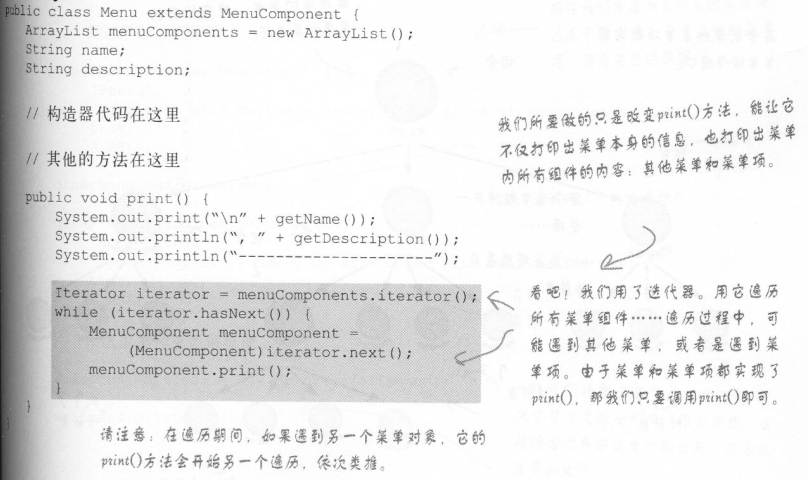 public class Menu extends MenuComponent {
ArrayList menuComponents = new ArrayList();
String name;
String description;
// 构造器代码在这里
// 其他的方法在这里
我们所要做的只是改变print()方法，能让它
不仅打印出菜单本身的信息，也打印出菜单
内所有组件的内容：其他菜单和菜单项。
public void print() {
System.out.print("\n" + getName());
System.out.println(", " + getDescription());
System.out.println("---------------------");
Iterator iterator = menuComponents.iterator();
while (iterator.hasNext()) {
MenuComponent menuComponent =
(MenuComponent)iterator.next();
menuComponent.print();
}
}
}
看吧！我们用了迭代器。用它遍历
所有菜单组件……遍历过程中，可
能遇到其他菜单，或者是遇到菜
单项。由于菜单和菜单项都实现了
print()，那我们只要调用print()即可。
请注意：在遍历期间，如果遇到另一个菜单对象，它的
print()方法会开始另一个遍历，依次类推。